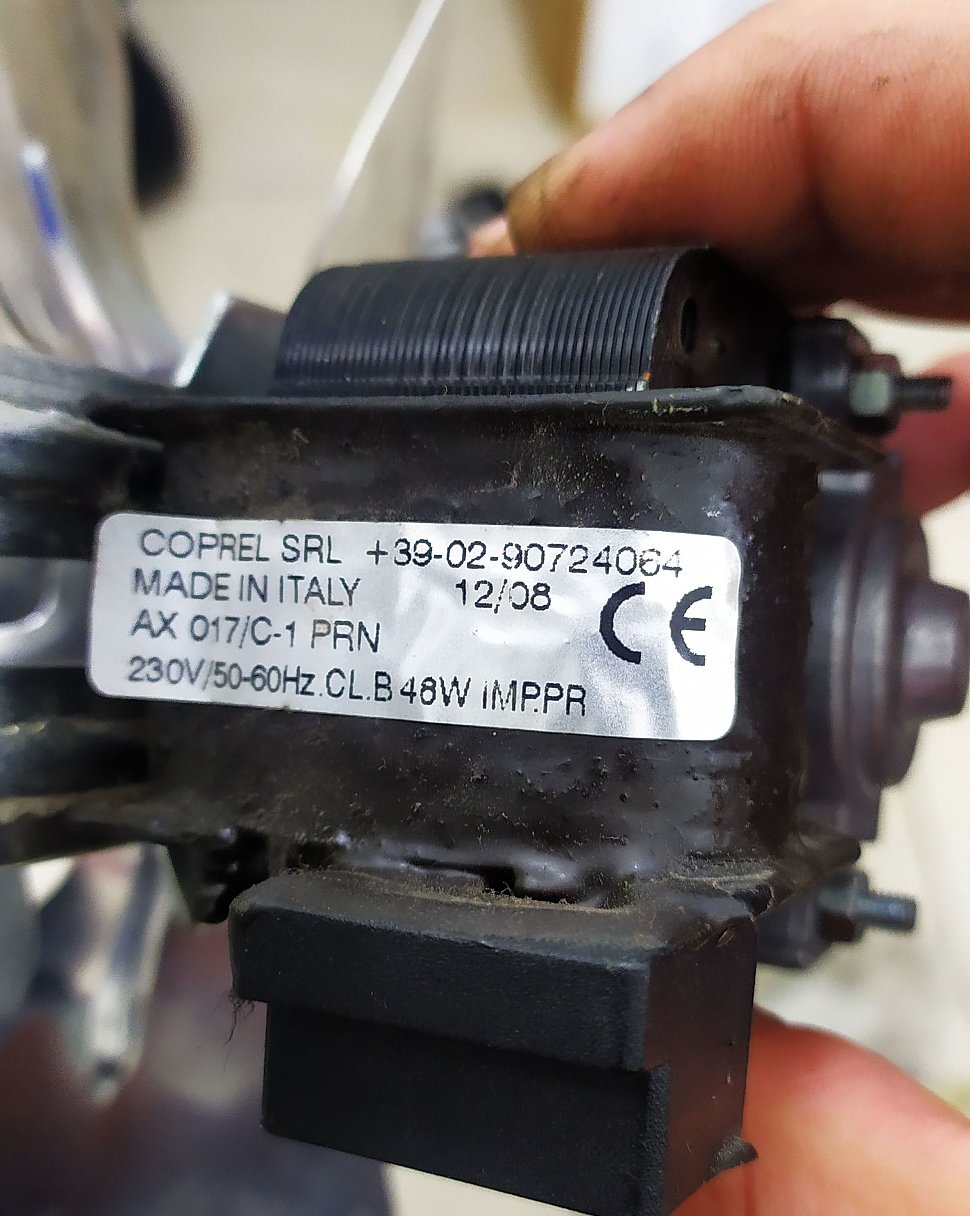 COPREL SRL +39-02-90724064
MADE IN ITALY 12/08 CE
AX 017/C-1 PRN
230V/50-60Hz.CL.B 48W IMP.PR